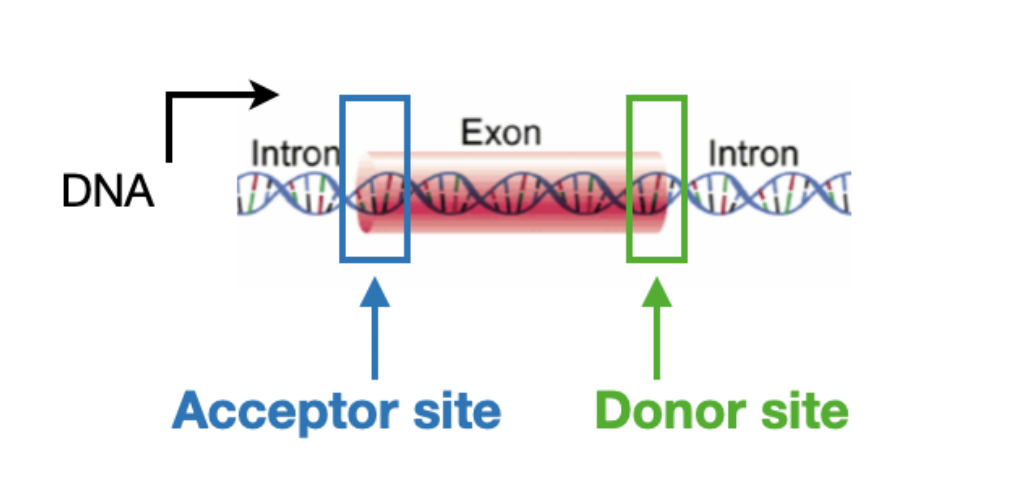 Exon
Intron
Intron
DNA
Acceptor site
Donor site